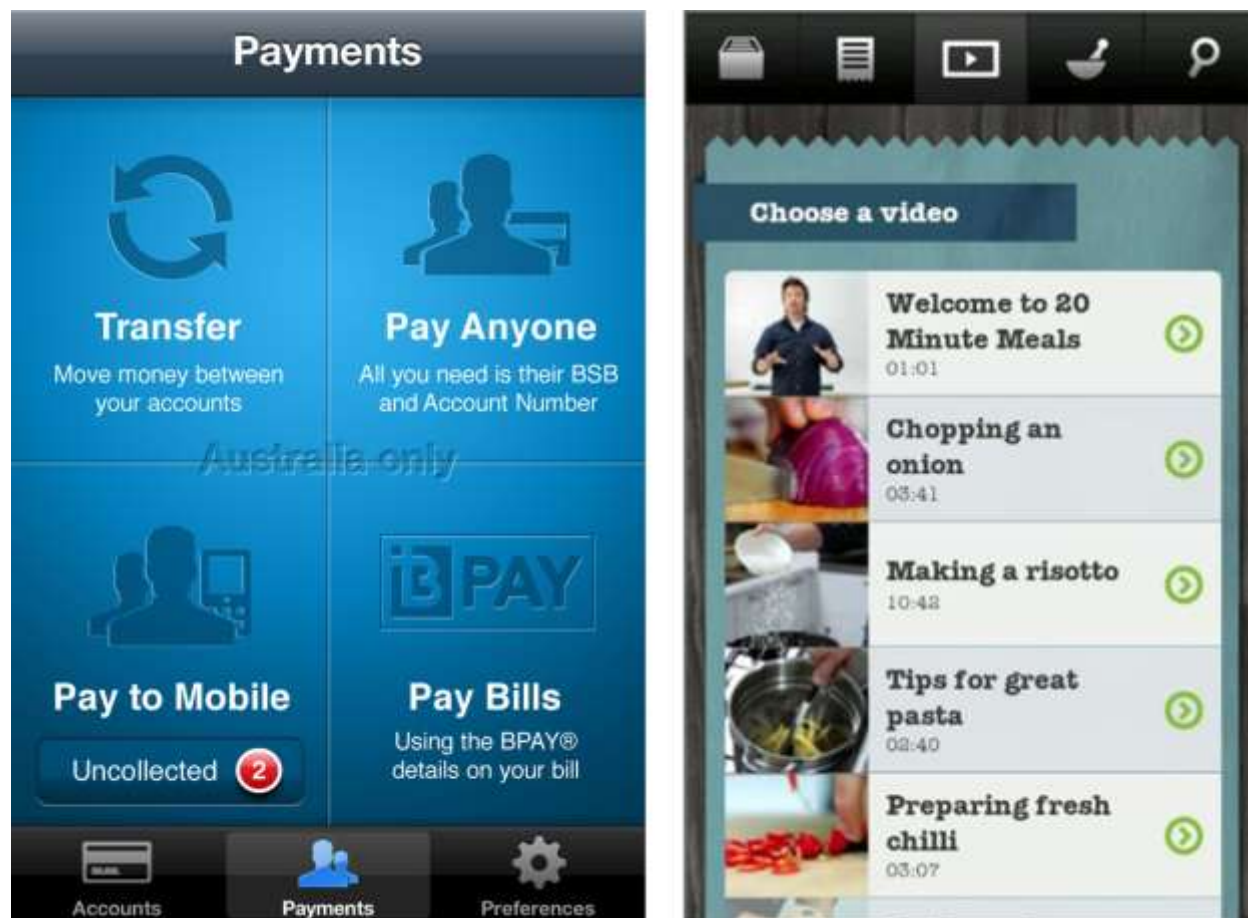 Payments
Transfer
Move money between
your accounts
Pay Anyone
All you need is their BSB
and Account Number
Australia only
Pay to Mobile
Uncollected 2
BPAY
Pay Bills
Using the BPAY®
details on your bill
Accounts
Payments
Preferences
Choose a video
Welcome to 20
Minute Meals
01:01
Chopping an
onion
03:41
Making a risotto
10:42
Tips for great
pasta
02:40
Preparing fresh
chilli
03:07